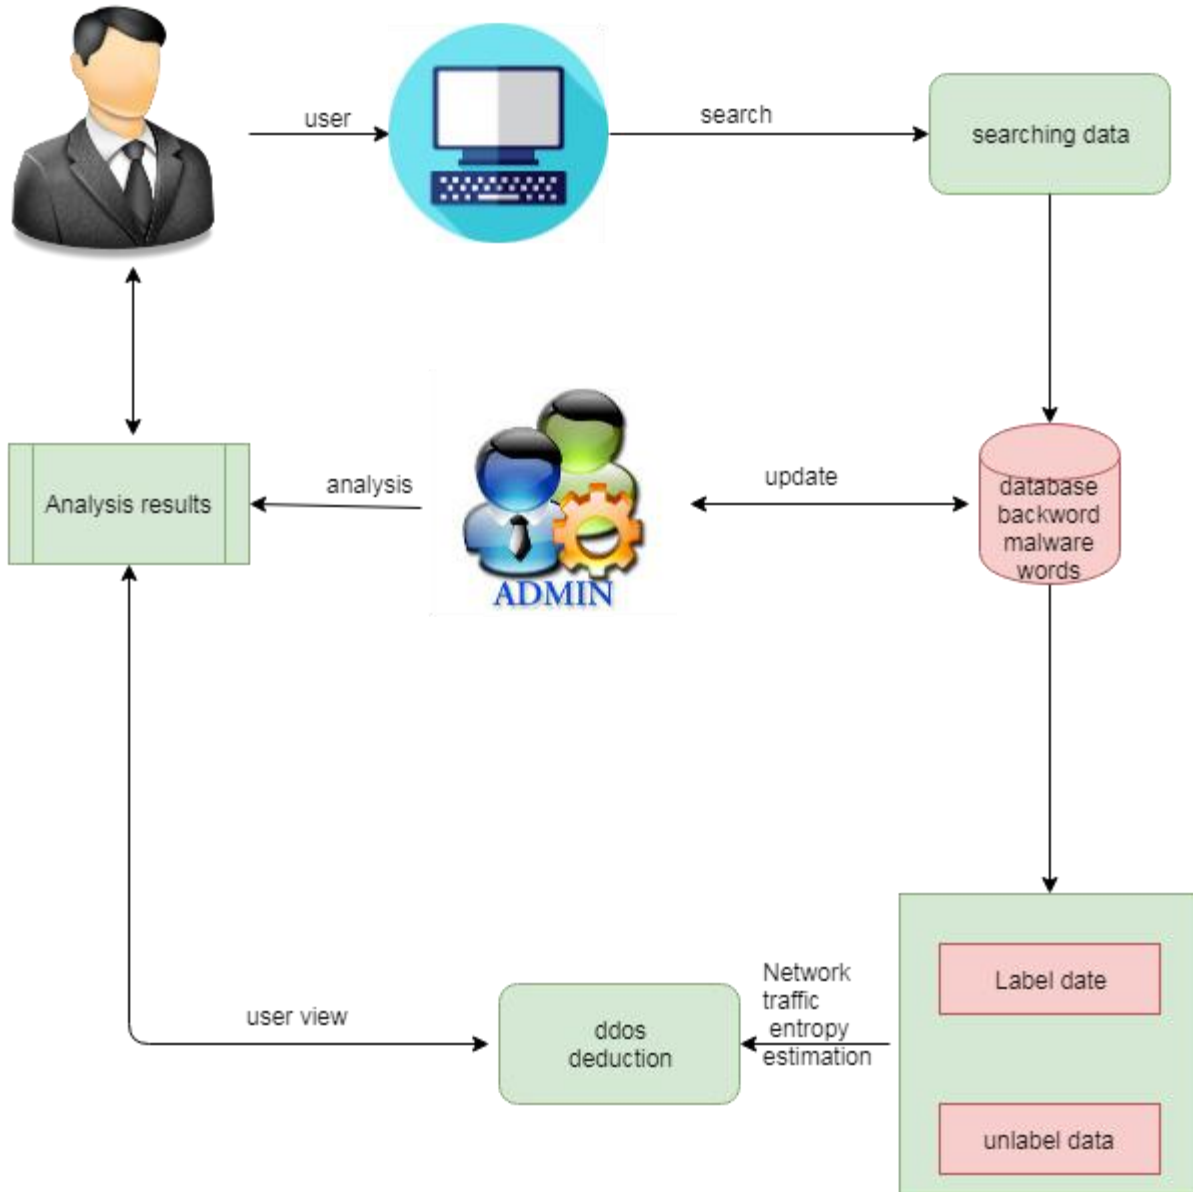 user
search
searching data
Analysis results
analysis
ADMIN
update
database
backword
malware
words
Label date
unlabel data
Network
traffic
entropy
estimation
ddos
deduction
user view